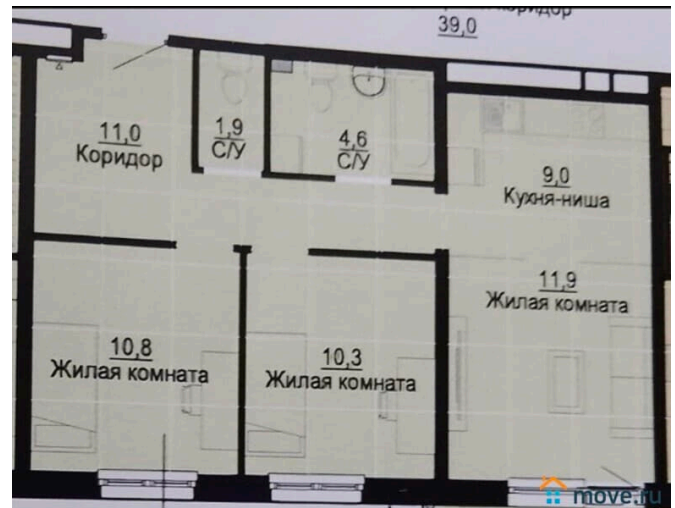 коридор
39,0
11,0
Коридор
1,9
С/У
4,6
С/У
9,0
Кухня-ниша
11,9
Жилая комната
10,8
Жилая комната
10,3
Жилая комната
move.ru